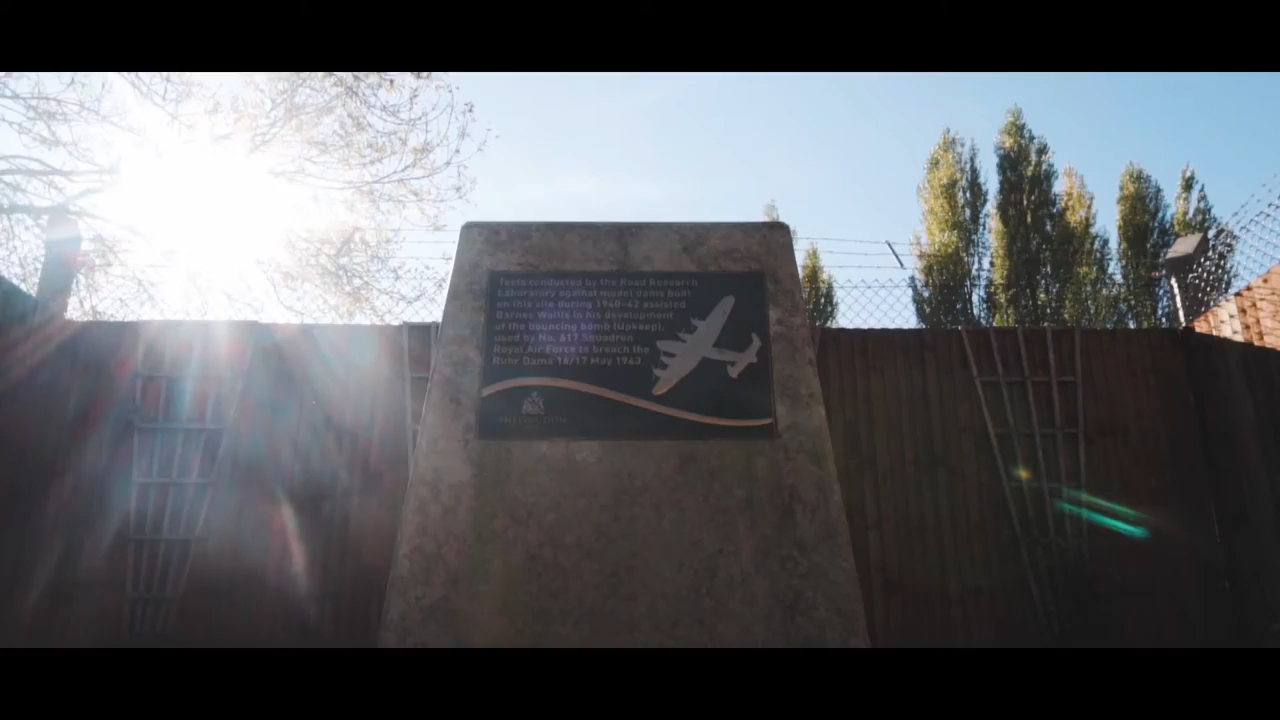 Tests conducted by the Road Research
Laboratory against model dams built
on this site during 1940-42 assisted
Barnes Wallis in his development
of the bouncing bomb (Upkeep),
used by No. 617 Squadron
Royal Air Force to breach the
Ruhr Dams 16/17 May 1943
HILLINGDON